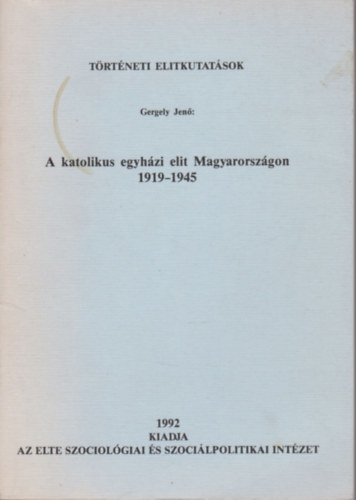 TÖRTÉNETI ELITKUTATÁSOK
Gergely Jenő:
A katolikus egyházi elit Magyarországon
1919-1945
1992
KIADJA
AZ ELTE SZOCIOLÓGIAI ÉS SZOCIÁLPOLITIKAI INTÉZET